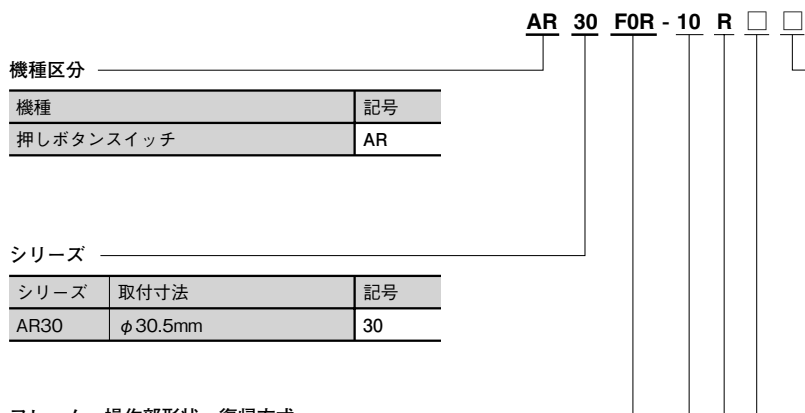 AR 30 F0R - 10 R □ □
機種区分
機種 記号
押しボタンスイッチ AR
シリーズ
シリーズ 取付寸法 記号
AR30 φ30.5mm 30